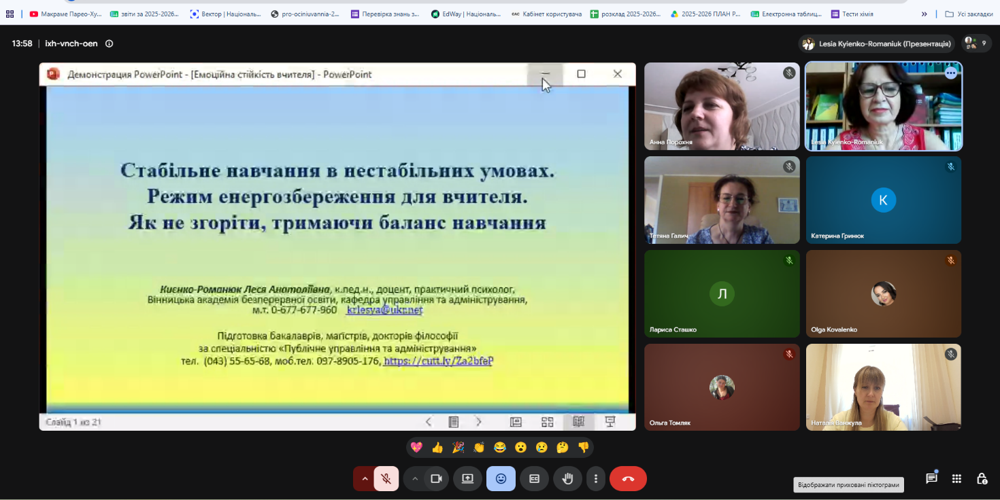 Макраме Парео-Ху...
звіти за 2025-2026...
Вектор | Націоналъ...
pro-ociniuvannia-2...
Перевірка знань з...
EdWay | Національ...
Кабінет користувача
розклад 2025-2026...
2025-2026 ПЛАН Р...
Електронна таблиц...
Тести хімія
»
Усі закладки
13:58 | ixh-vnch-oen
Lesia Kyienko-Romaniuk (Презентація)
9
Демонстрация PowerPoint - [Емоційна стійкість вчителя] - PowerPoint
Стабільне навчання в нестабільних умовах.
Режим енергозбереження для вчителя.
Як не згоріти, тримаючи баланс навчання
Києнко-Романюк Леся Анатоліївна, к.пед.н., доцент, практичний психолог,
Вінницька академія безперервної освіти, кафедра управління та адміністрування,
м.т. 0-677-677-960 krlesya@ukr.net
Підготовка бакалаврів, магістрів, докторів філософії
за спеціальністю «Публічне управління та адміністрування»
тел. (043) 55-65-68, моб.тел. 097-8905-176, https://cutt.ly/Za2bfeP
Слайд 1 из 21
Анна Порохня
Lesia Kyienko-Romaniuk
Тетяна Галич
К
Катерина Гринюк
Л
Лариса Сташко
Olga Kovalenko
Ольга Томляк
Наталія Ванжула
Відображати приховані піктограми